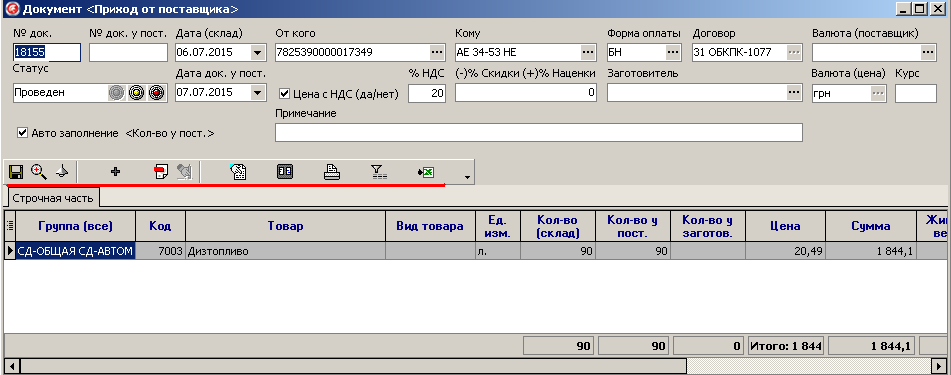 Документ <Приход от поставщика>
№ док. № док. у пост. Дата (склад) От кого Кому Форма оплаты Договор Валюта (поставщик)
18155 06.07.2015 7825390000017349 АЕ 34-53 НЕ БН 31 ОБКПК-1077
Статус Дата док. у пост. % НДС (-)% Скидки (+)% Наценки Заготовитель Валюта (цена) Курс
Проведен 07.07.2015 Цена с НДС (да/нет) 20 0 грн
Примечание
Авто заполнение <Кол-во у пост.>
Строчная часть
Группа (все) Код Товар Вид товара Ед. изм. Кол-во (склад) Кол-во у пост. Кол-во у заготов. Цена Сумма
СД-ОБЩАЯ СД-АВТОМ 7003 Дизтопливо л. 90 90 20,49 1 844,1
90 90 0 Итого: 1 844 1 844,1